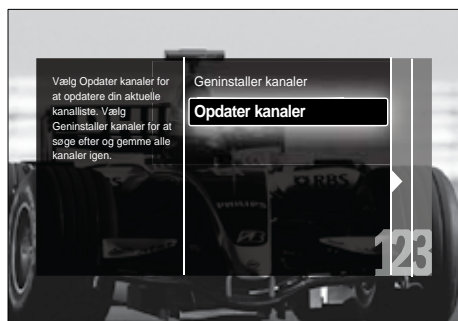 Vælg Opdater kanaler for
at opdatere din aktuelle
kanalliste. Vælg
Geninstaller kanaler for at
søge efter og gemme alle
kanaler igen.
Geninstaller kanaler
Opdater kanaler
RBS
PHILIPS
123